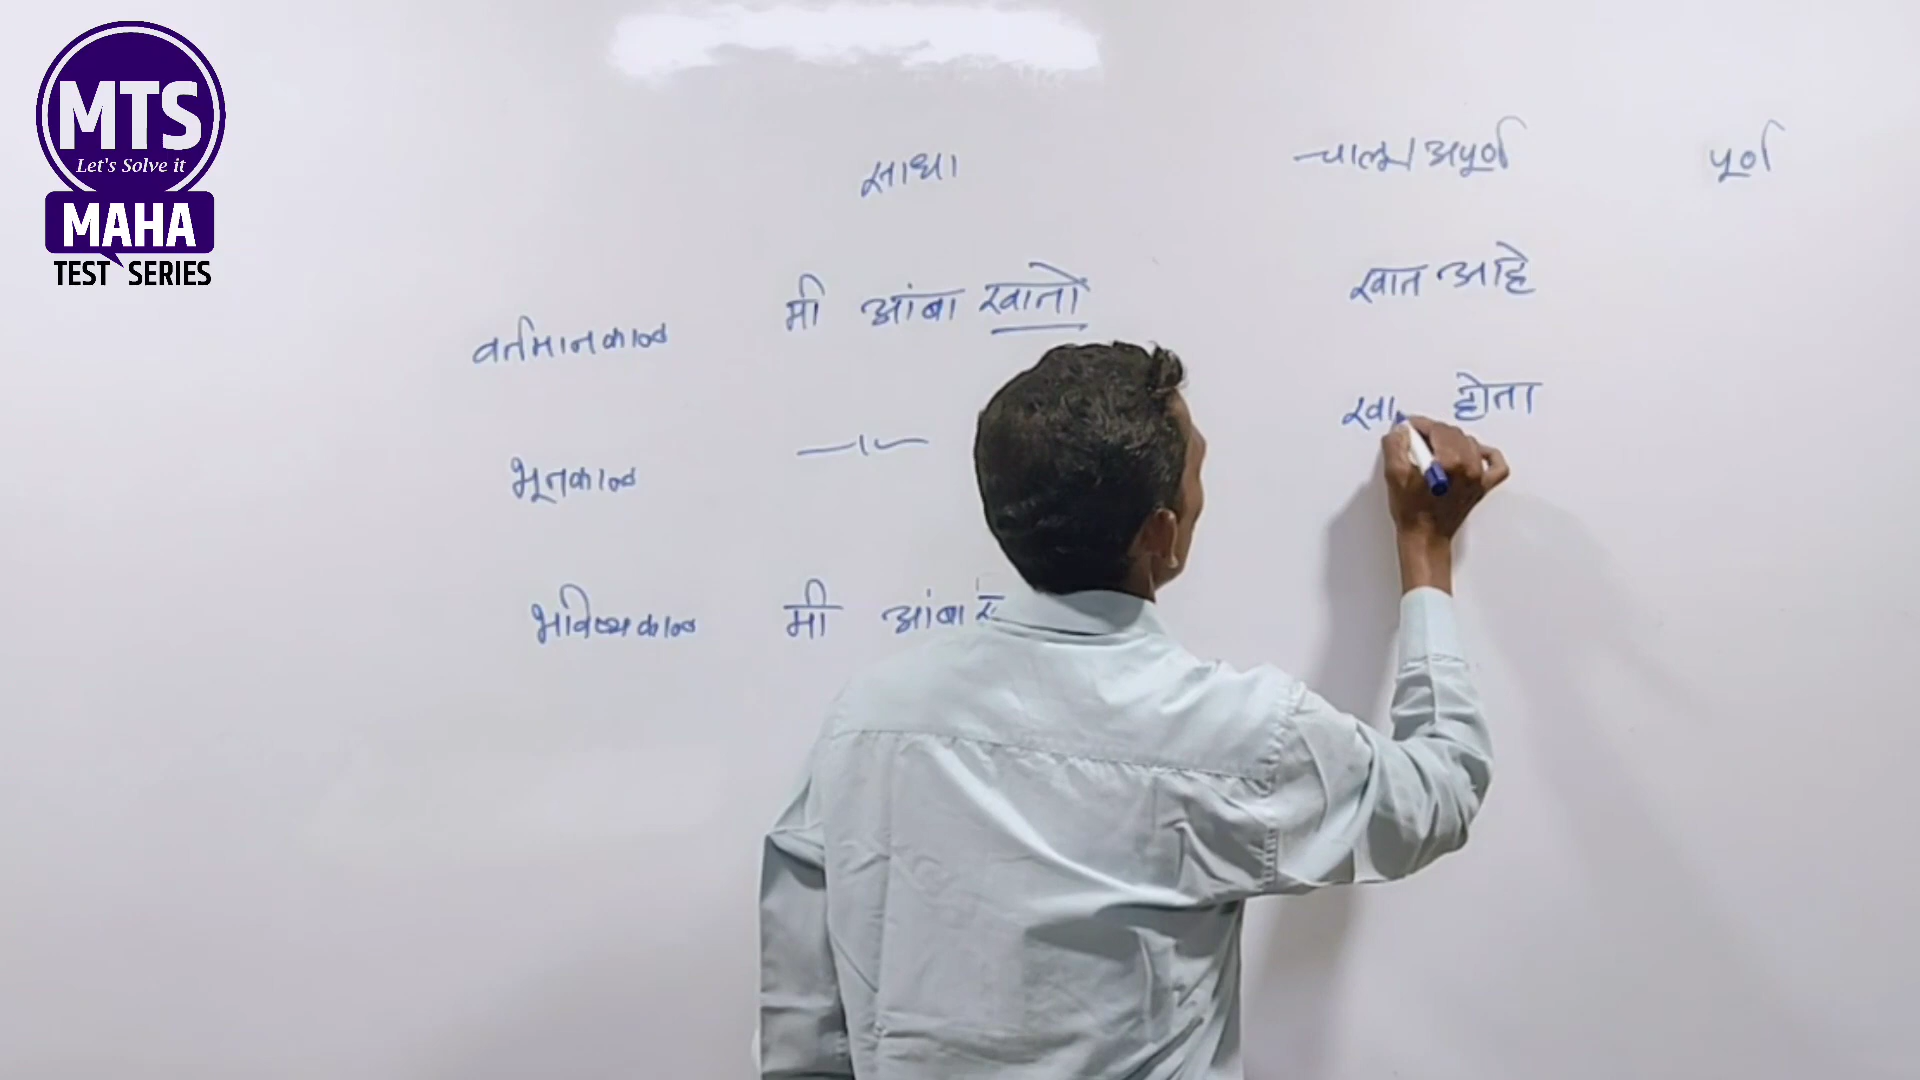 MTS
Let's Solve it
MAHA
TEST SERIES
साधा चालू/अपूर्ण पूर्ण
वर्तमानकाळ मी आंबा खातो खात आहे
भूतकाळ —॥— खा होता
भविष्यकाळ मी आंबा